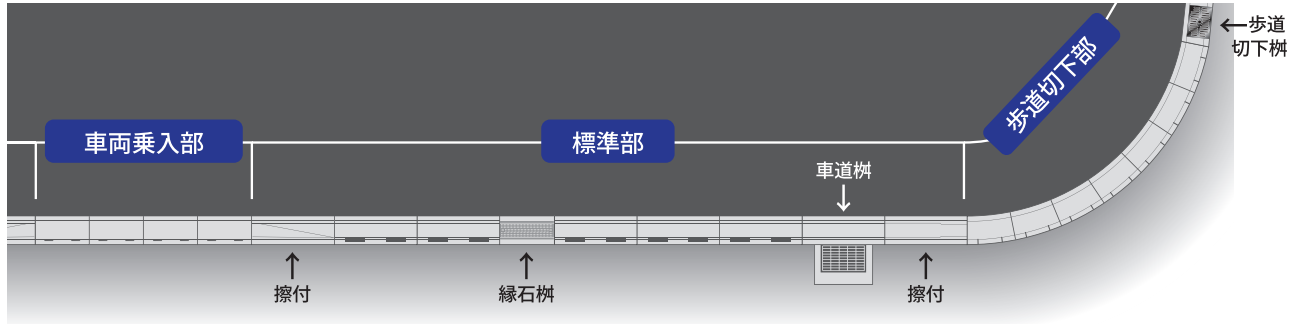 歩道
切下桝
歩道切下部
車両乗入部
標準部
車道桝
擦付
縁石桝
擦付